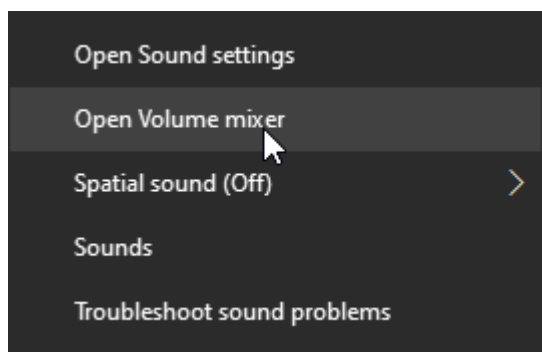 Open Sound settings
Open Volume mixer
Spatial sound (Off)
Sounds
Troubleshoot sound problems